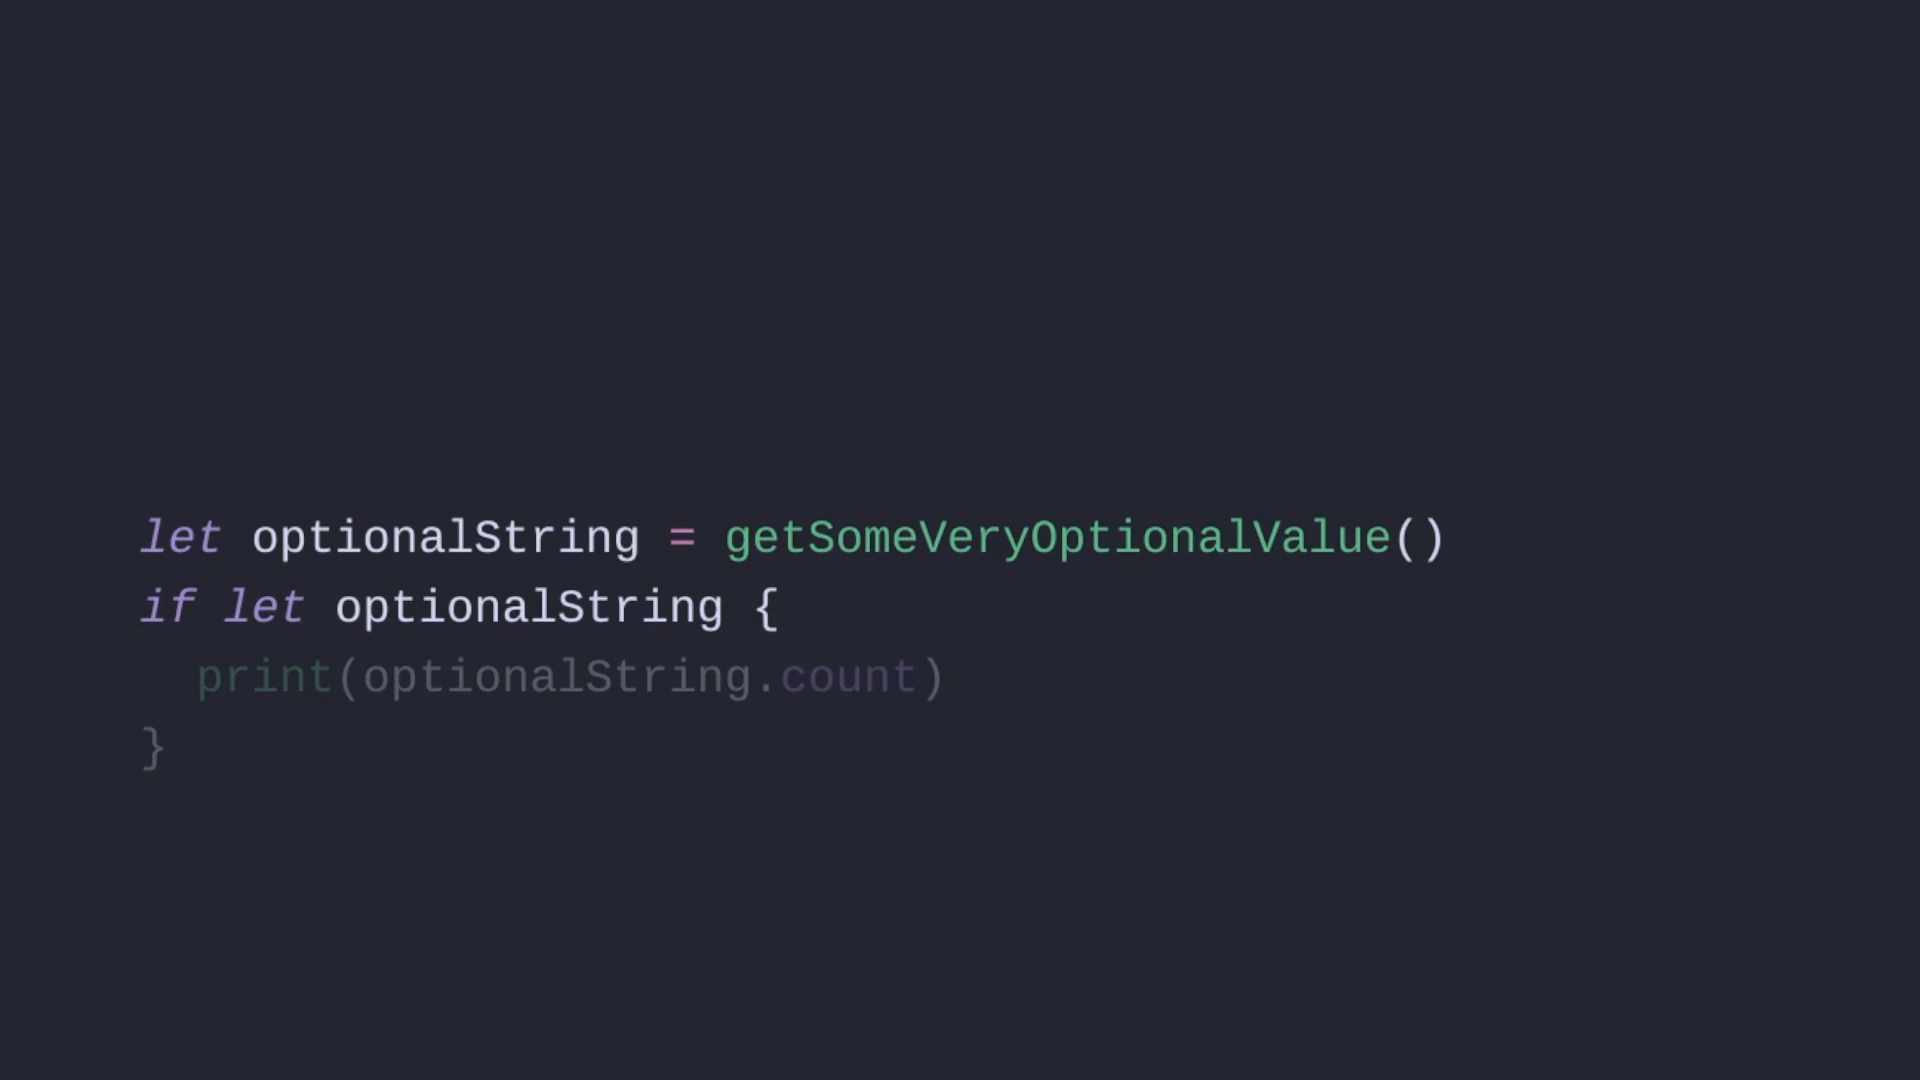 let optionalString = getSomeVeryOptionalValue()
if let optionalString {
  print(optionalString.count)
}